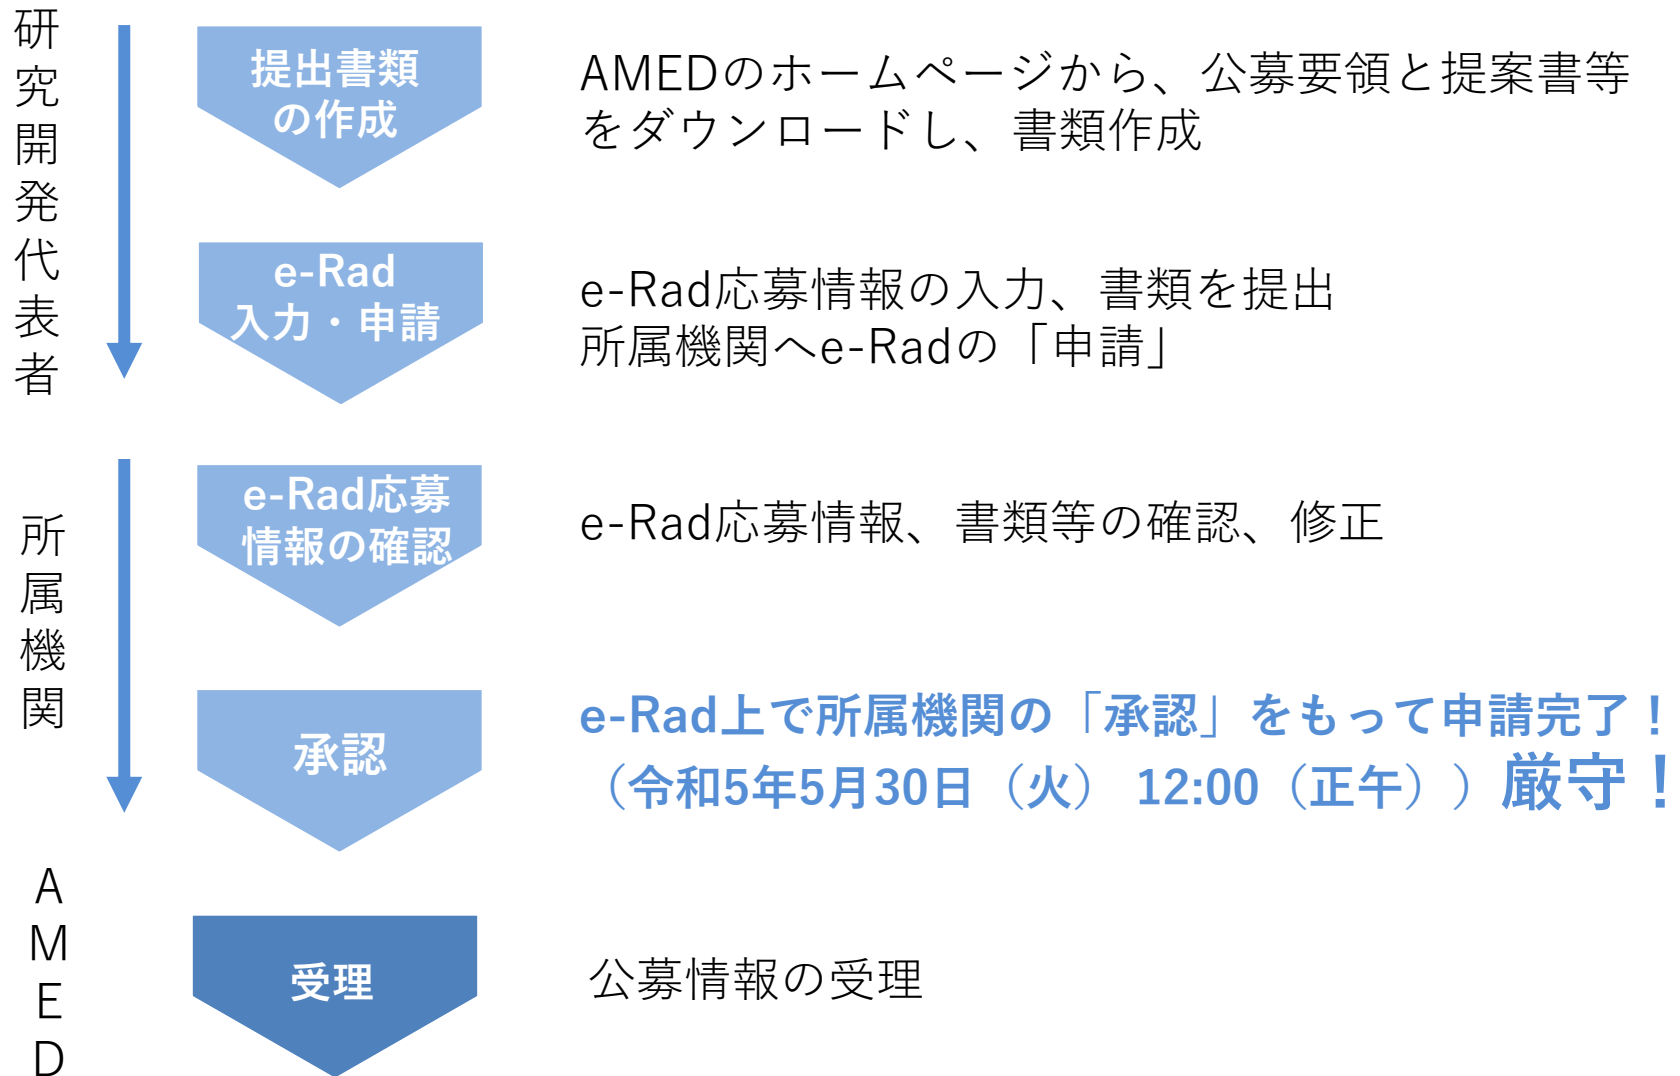 研究開発代表者
提出書類
の作成
AMEDのホームページから、公募要領と提案書等
をダウンロードし、書類作成
e-Rad
入力・申請
e-Rad応募情報の入力、書類を提出
所属機関へe-Radの「申請」
所属機関
e-Rad応募
情報の確認
e-Rad応募情報、書類等の確認、修正
承認
e-Rad上で所属機関の「承認」をもって申請完了！
（令和5年5月30日（火） 12:00（正午））厳守！
AMED
受理
公募情報の受理